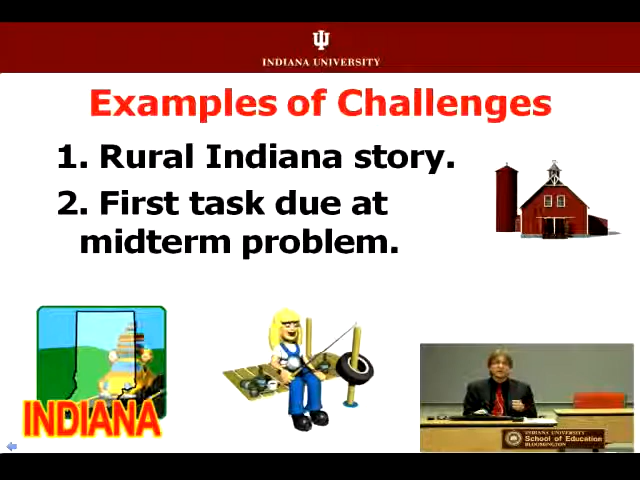 INDIANA UNIVERSITY
Examples of Challenges
1. Rural Indiana story.
2. First task due at
midterm problem.
INDIANA
INDIANA UNIVERSITY
School of Education
BLOOMINGTON